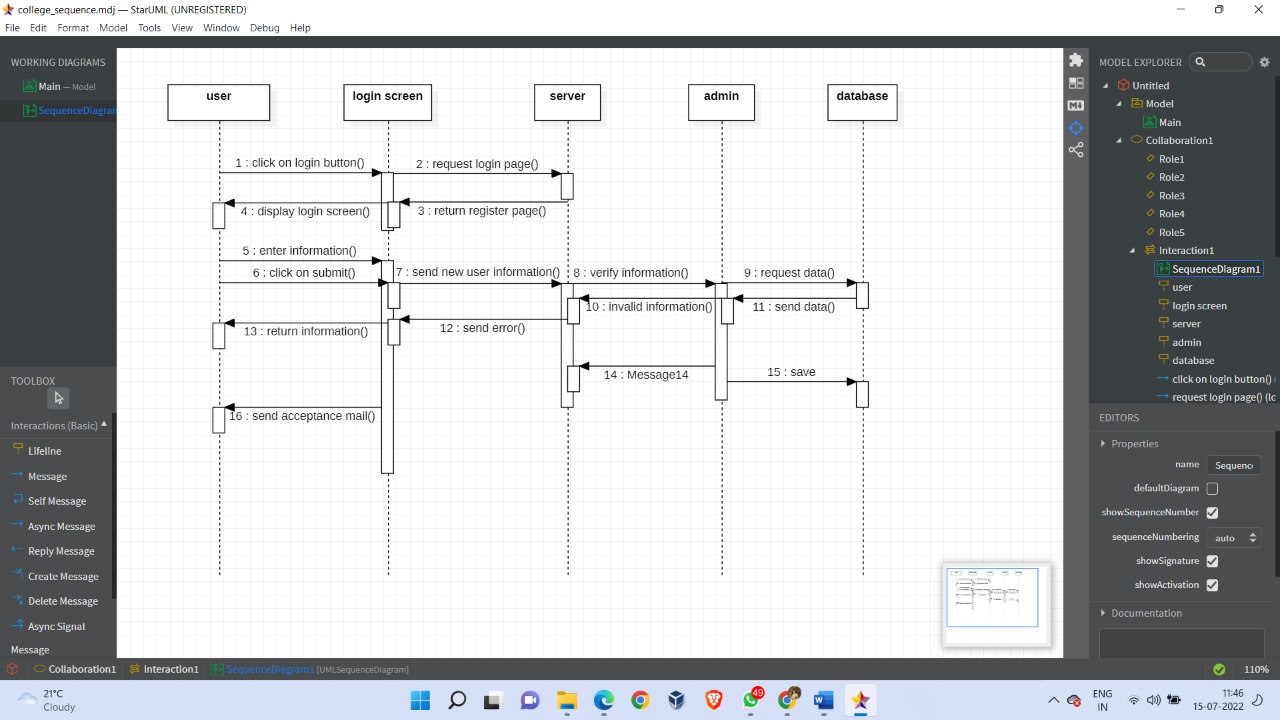 college_sequence.mdj — StarUML (UNREGISTERED)
File Edit Format Model Tools View Window Debug Help
WORKING DIAGRAMS
Main — Model
SequenceDiagram
TOOLBOX
Interactions (Basic)
Lifeline
Message
Self Message
Async Message
Reply Message
Create Message
Delete Message
Async Signal
Message
user
login screen
server
admin
database
1 : click on login button()
2 : request login page()
4 : display login screen()
3 : return register page()
5 : enter information()
6 : click on submit()
7 : send new user information()
8 : verify information()
9 : request data()
10 : invalid information()
11 : send data()
13 : return information()
12 : send error()
14 : Message14
15 : save
16 : send acceptance mail()
MODEL EXPLORER
Untitled
Model
Main
Collaboration1
Role1
Role2
Role3
Role4
Role5
Interaction1
SequenceDiagram1
user
login screen
server
admin
database
click on login button()
request login page() (lo
EDITORS
Properties
name Sequenc
defaultDiagram
showSequenceNumber
sequenceNumbering auto
showSignature
showActivation
Documentation
Collaboration1 Interaction1 SequenceDiagram1 [UMLSequenceDiagram]
110%
21°C
Cloudy
49
ENG
IN
11:46
15-07-2022